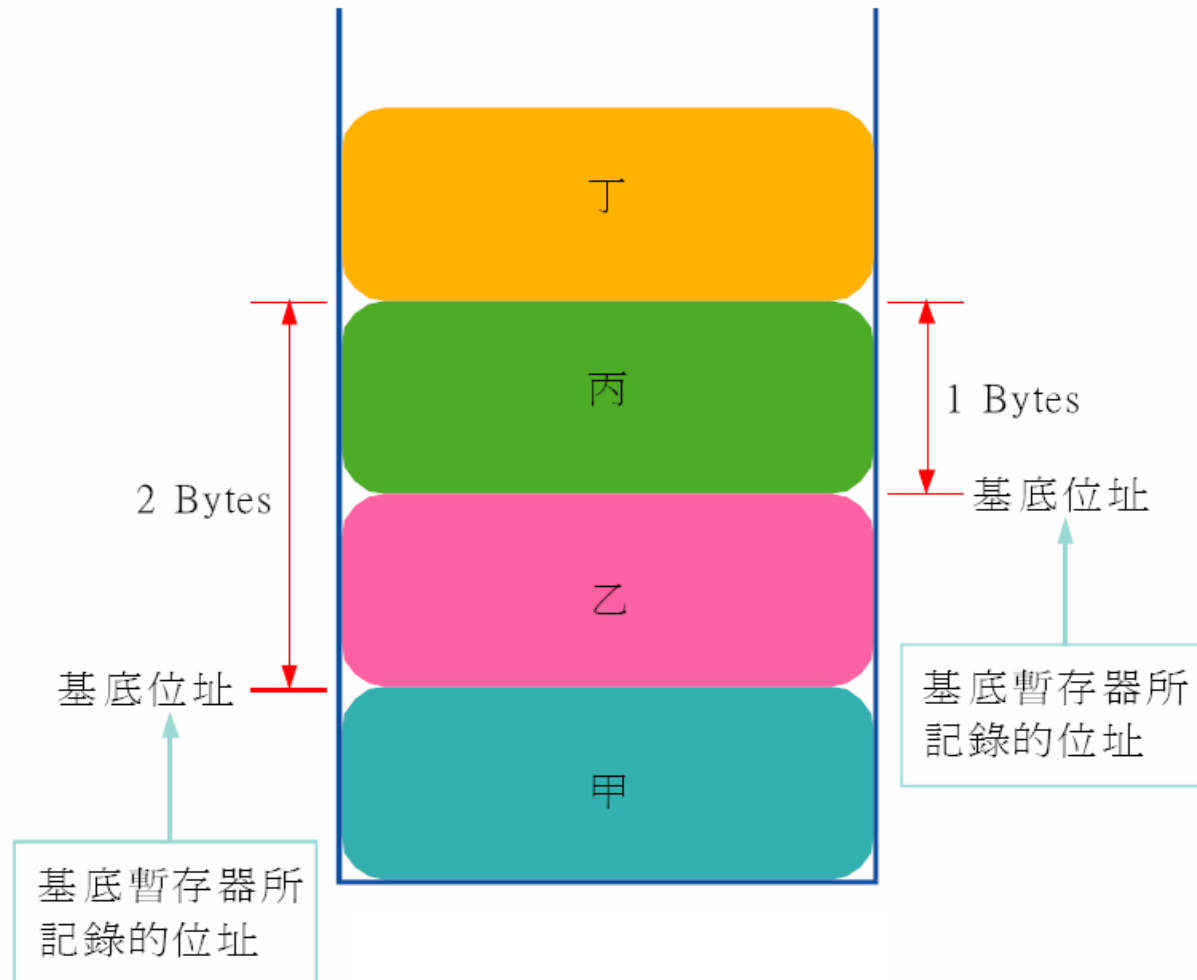 丁
丙
1 Bytes
2 Bytes
基底位址
乙
基底位址
基底暫存器所
記錄的位址
甲
基底暫存器所
記錄的位址